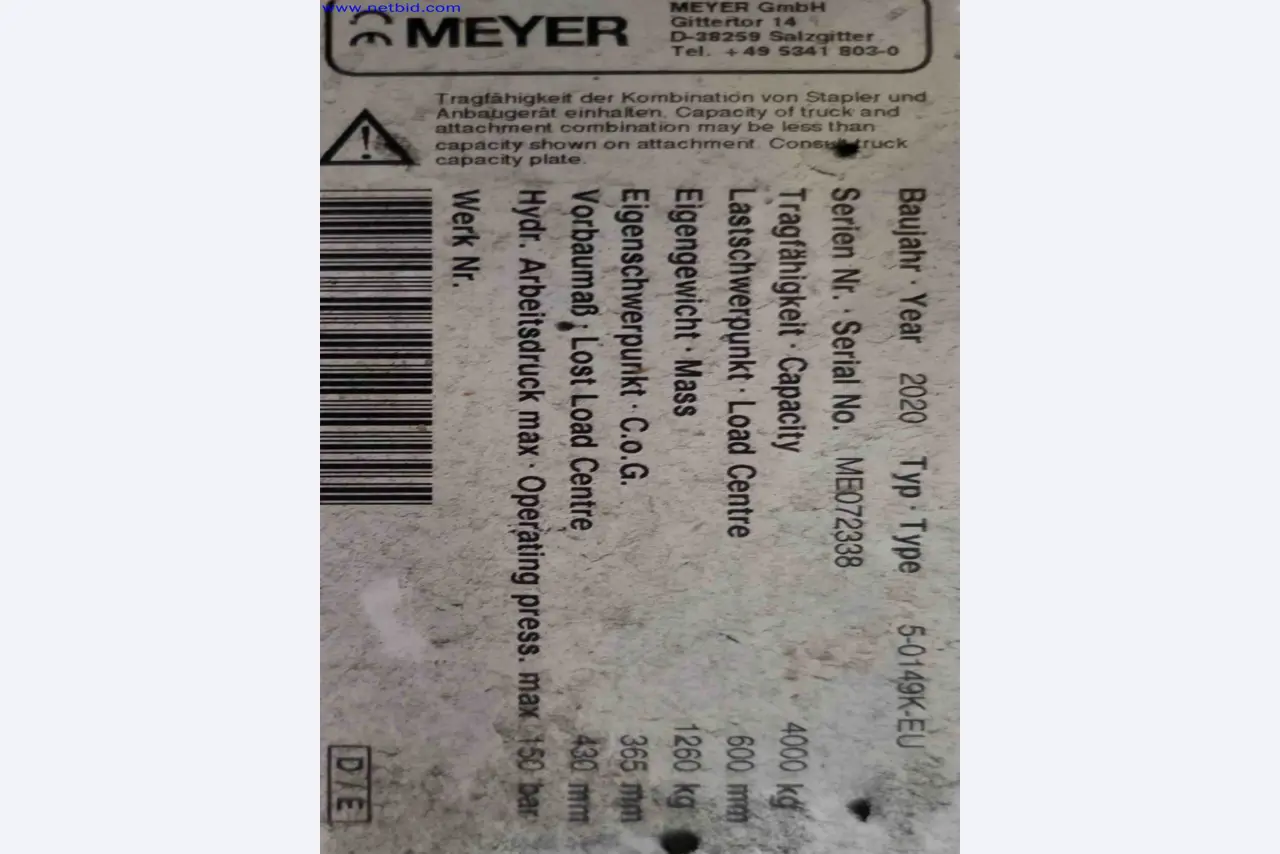 www.netbid.com
CE MEYER
MEYER GmbH
Gittertor 14
D-38259 Salzgitter
Tel. +49 5341 803-0
Tragfähigkeit der Kombination von Stapler und
Anbaugerät einhalten. Capacity of truck and
attachment combination may be less than
capacity shown on attachment. Consult truck
capacity plate.
Baujahr · Year 2020 Typ · Type 5-0149K-EU
Serien Nr. · Serial No. ME072338
Tragfähigkeit · Capacity 4000 kg
Lastschwerpunkt · Load Centre 600 mm
Eigengewicht · Mass 1260 kg
Eigenschwerpunkt · C.o.G. 365 mm
Vorbaumaß · Lost Load Centre 430 mm
Hydr. Arbeitsdruck max · Operating press. max 150 bar
Werk Nr.
D/E